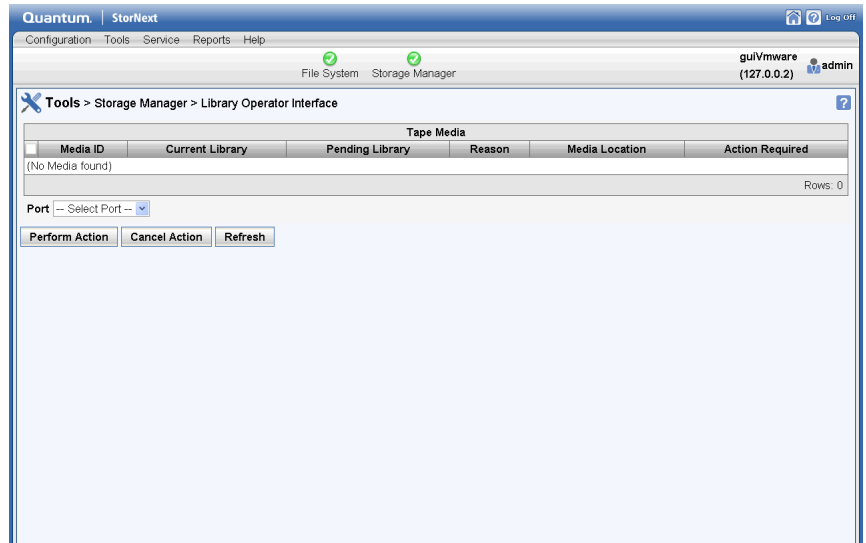 Quantum. StorNext Log Off
Configuration Tools Service Reports Help
File System Storage Manager
guiVmware
(127.0.0.2)
admin
Tools > Storage Manager > Library Operator Interface
Tape Media
Media ID Current Library Pending Library Reason Media Location Action Required
(No Media found)
Rows: 0
Port -- Select Port --
Perform Action Cancel Action Refresh